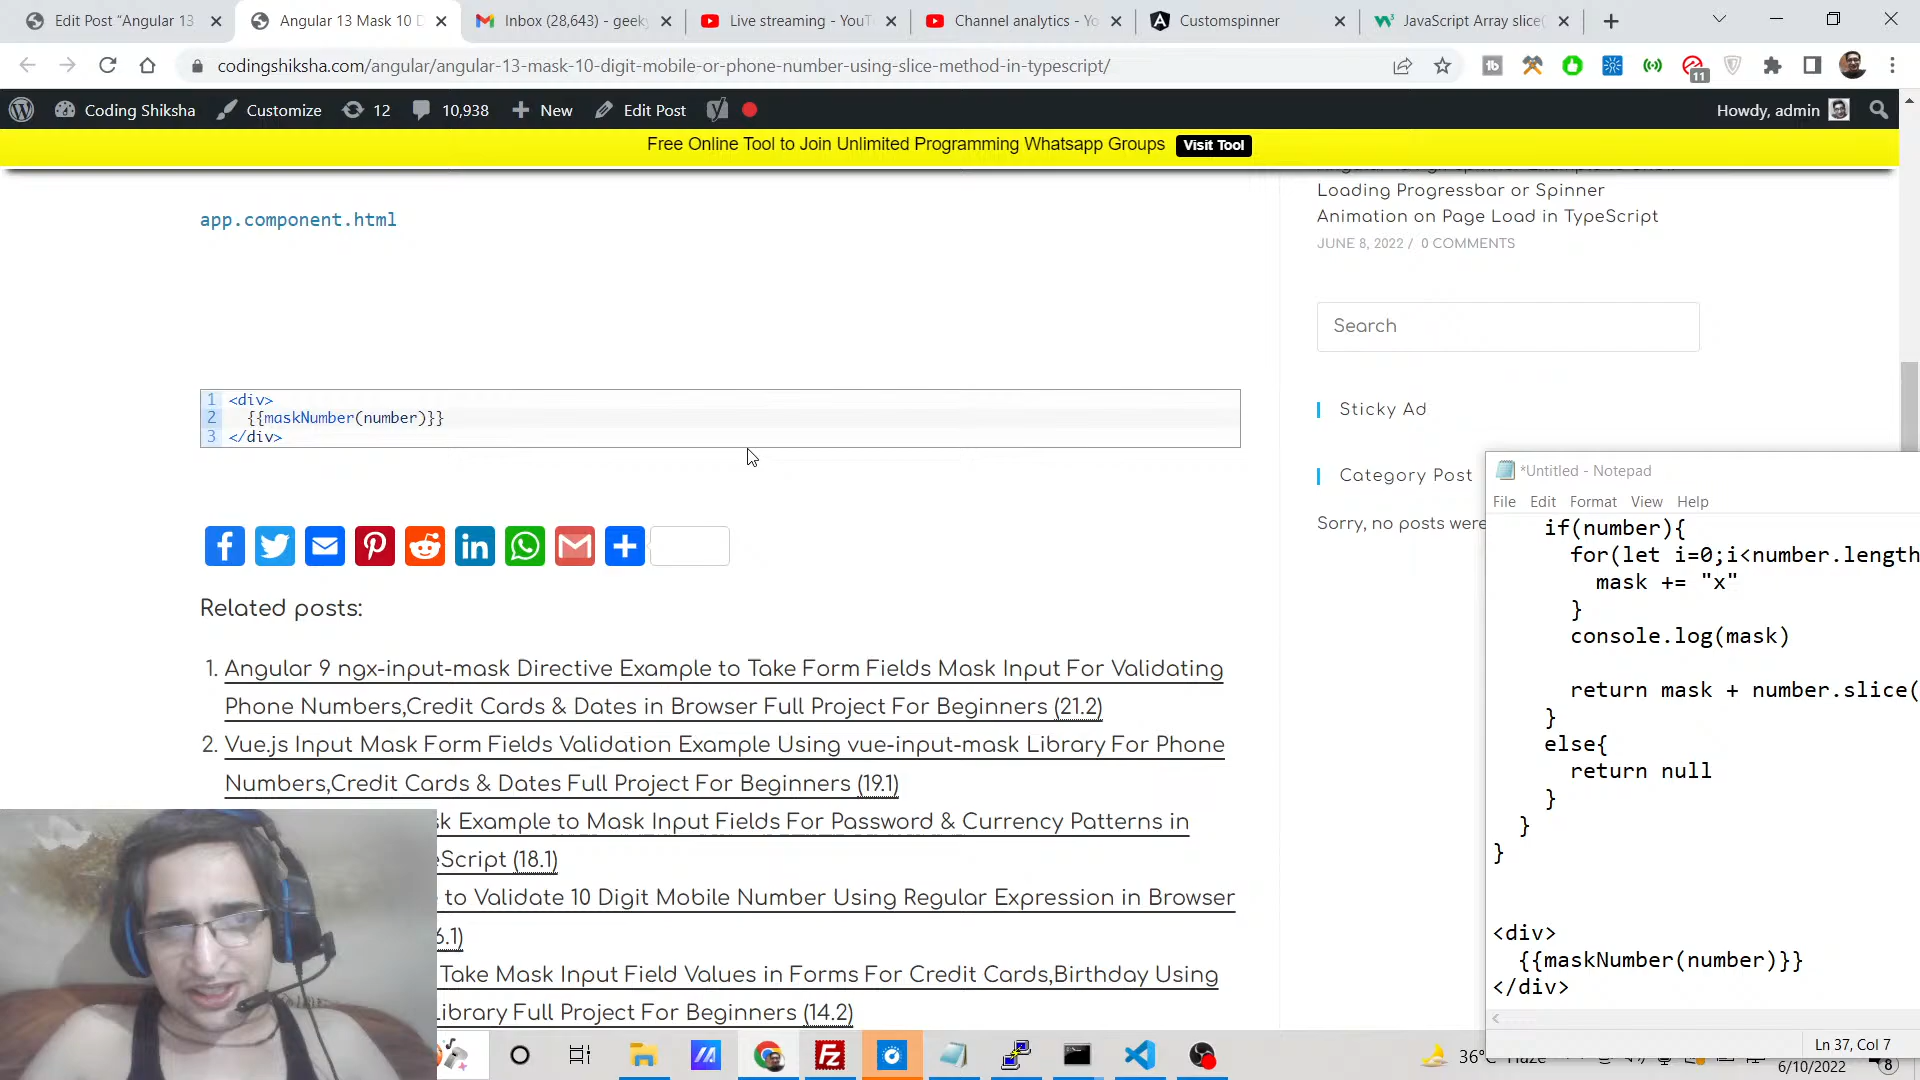 Edit Post “Angular 13
Angular 13 Mask 10 D
Inbox (28,643) - geek
Live streaming - YouT
Channel analytics - Yo
Customspinner
JavaScript Array slice(
codingshiksha.com/angular/angular-13-mask-10-digit-mobile-or-phone-number-using-slice-method-in-typescript/
11
Coding Shiksha
Customize
12
10,938
New
Edit Post
Howdy, admin
Free Online Tool to Join Unlimited Programming Whatsapp Groups
Visit Tool
app.component.html
1 <div>
2 {{maskNumber(number)}}
3 </div>
Related posts:
1. Angular 9 ngx-input-mask Directive Example to Take Form Fields Mask Input For Validating
Phone Numbers,Credit Cards & Dates in Browser Full Project For Beginners (21.2)
2. Vue.js Input Mask Form Fields Validation Example Using vue-input-mask Library For Phone
Numbers,Credit Cards & Dates Full Project For Beginners (19.1)
Example to Mask Input Fields For Password & Currency Patterns in
(18.1)
to Validate 10 Digit Mobile Number Using Regular Expression in Browser
6.1)
Take Mask Input Field Values in Forms For Credit Cards,Birthday Using
Library Full Project For Beginners (14.2)
Loading Progressbar or Spinner
Animation on Page Load in TypeScript
JUNE 8, 2022 / 0 COMMENTS
Search
Sticky Ad
Category Post
Sorry, no posts were
*Untitled - Notepad
File Edit Format View Help
if(number){
for(let i=0;i<number.length
mask += "x"
}
console.log(mask)
return mask + number.slice(
}
else{
return null
}
}
}
<div>
{{maskNumber(number)}}
</div>
Ln 37, Col 7
36°C Haze
6/10/2022
8